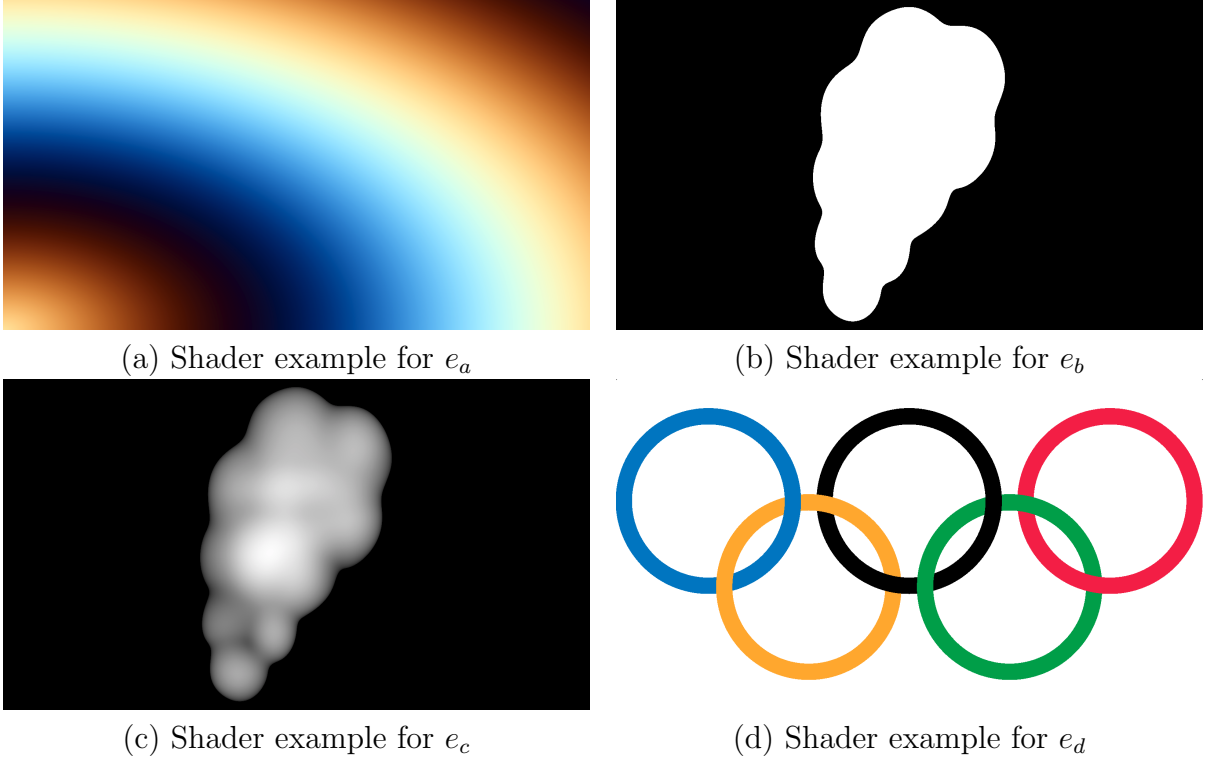 (a) Shader example for e_a
(b) Shader example for e_b
(c) Shader example for e_c
(d) Shader example for e_d